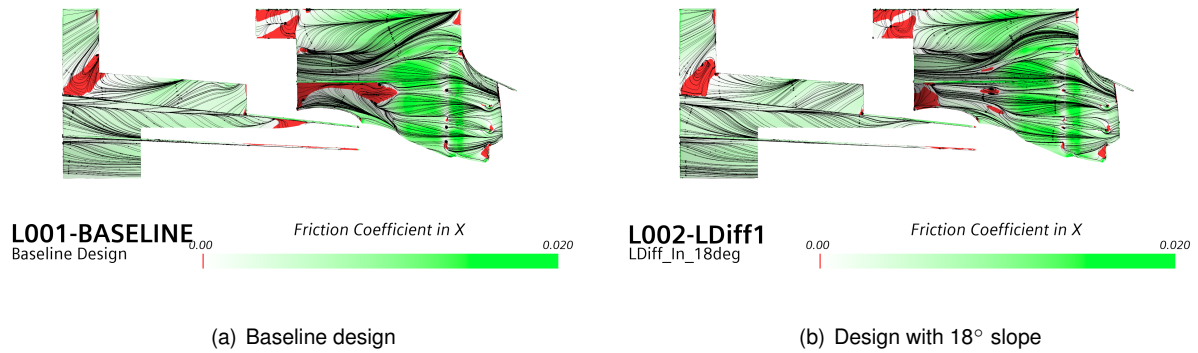 L001-BASELINE
Baseline Design
Friction Coefficient in X
0.00
0.020
L002-LDiff1
LDiff_In_18deg
Friction Coefficient in X
0.00
0.020
(a) Baseline design
(b) Design with 18° slope